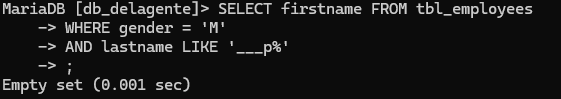 MariaDB [db_delagente]> SELECT firstname FROM tbl_employees
    -> WHERE gender = 'M'
    -> AND lastname LIKE '___p%'
    -> ;
Empty set (0.001 sec)